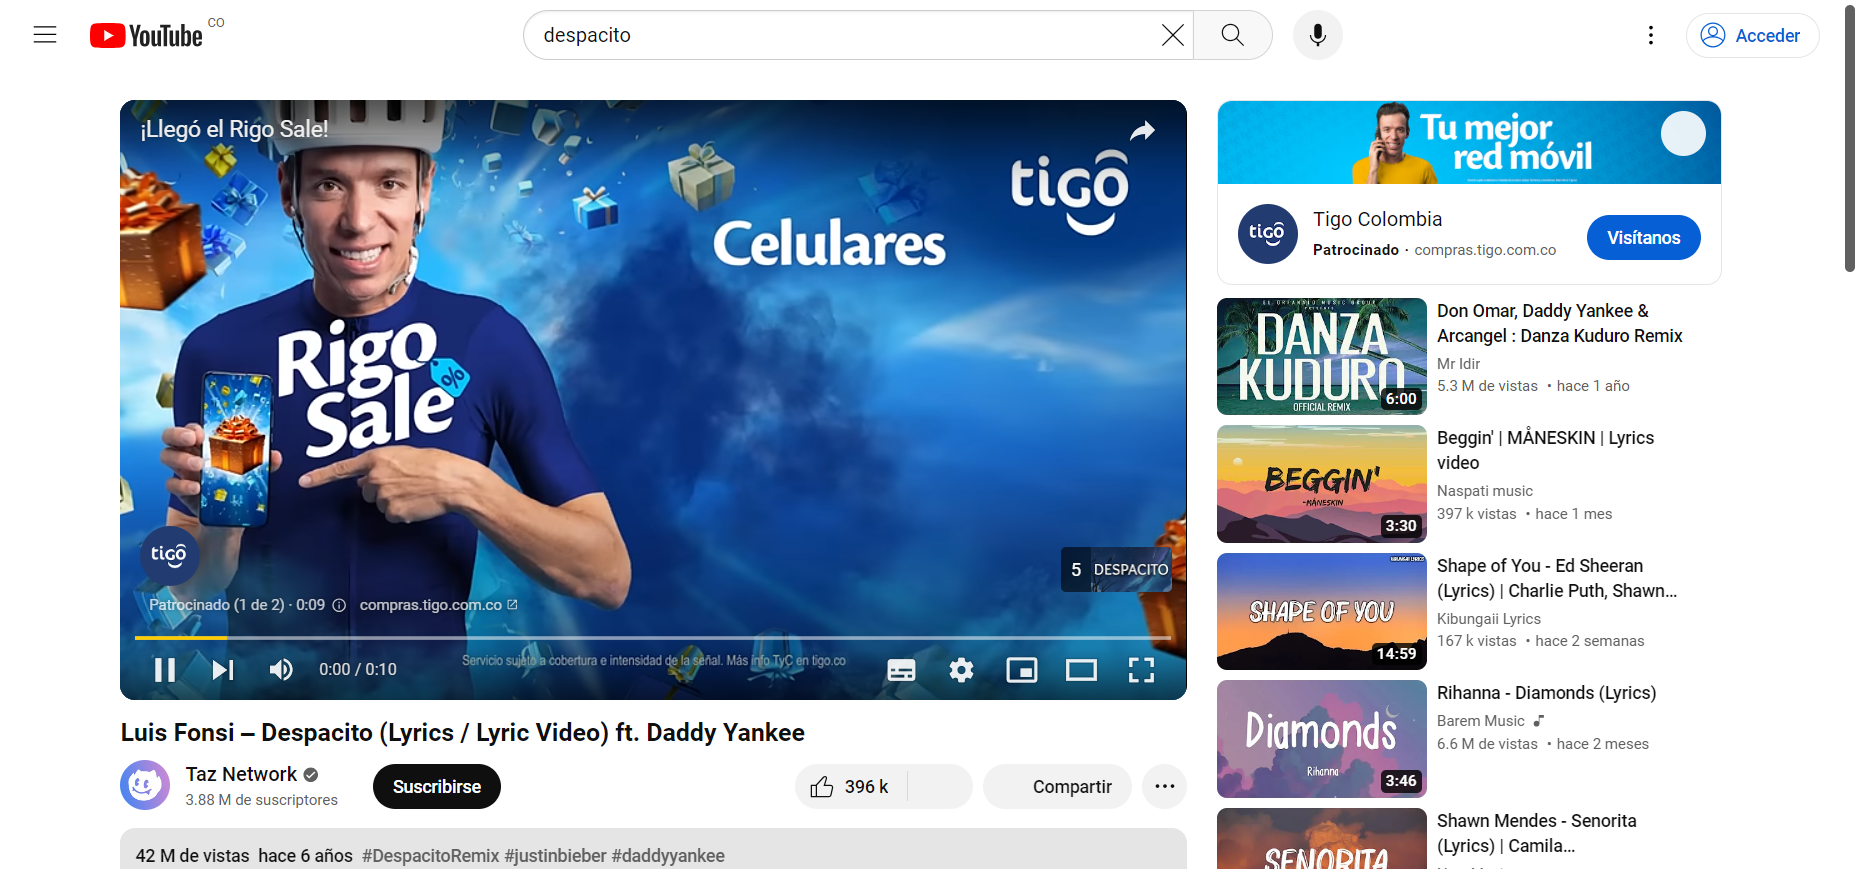 YouTube CO
despacito
Acceder
¡Llegó el Rigo Sale!
tigo
Celulares
Rigo
Sale
%
tigo
5 DESPACITO
Patrocinado (1 de 2) · 0:09 compras.tigo.com.co
Servicio sujeto a cobertura e intensidad de la señal. Más info TyC en tigo.co
0:00 / 0:10
Luis Fonsi – Despacito (Lyrics / Lyric Video) ft. Daddy Yankee
Taz Network
3.88 M de suscriptores
Suscribirse
396 k
Compartir
42 M de vistas hace 6 años #DespacitoRemix #justinbieber #daddyyankee
Tu mejor
red móvil
tigo
Tigo Colombia
Patrocinado · compras.tigo.com.co
Visítanos
DANZA
KUDURO
OFFICIAL REMIX
6:00
Don Omar, Daddy Yankee &
Arcangel : Danza Kuduro Remix
Mr Idir
5.3 M de vistas • hace 1 año
BEGGIN'
-MÅNESKIN
3:30
Beggin' | MÅNESKIN | Lyrics
video
Naspati music
397 k vistas • hace 1 mes
SHAPE OF YOU
14:59
Shape of You - Ed Sheeran
(Lyrics) | Charlie Puth, Shawn...
Kibungaii Lyrics
167 k vistas • hace 2 semanas
Diamonds
Rihanna
3:46
Rihanna - Diamonds (Lyrics)
Barem Music
6.6 M de vistas • hace 2 meses
SENORITA
Shawn Mendes - Senorita
(Lyrics) | Camila...